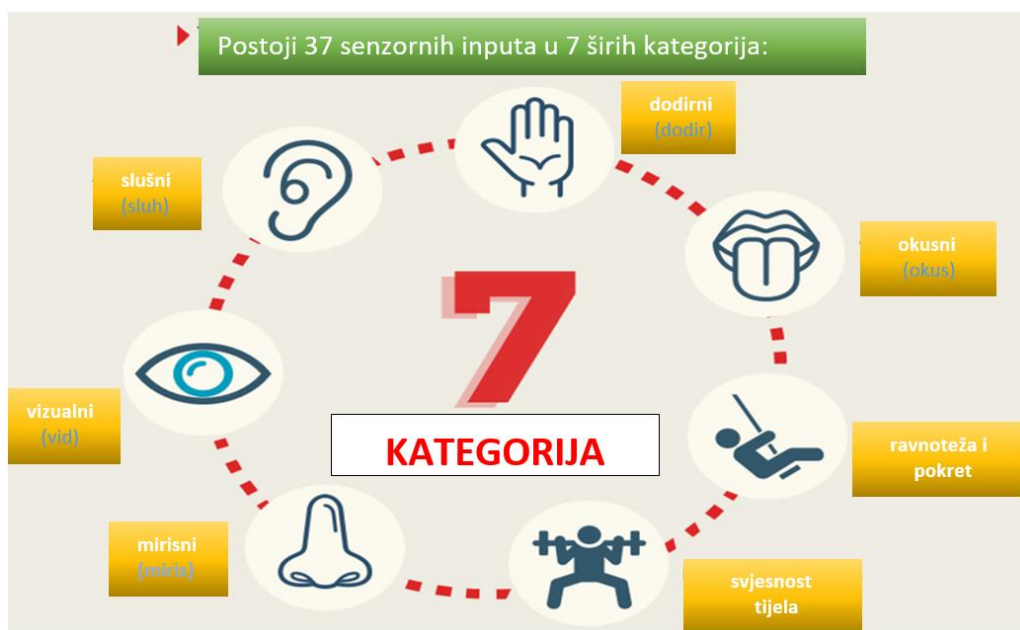 Postoji 37 senzornih inputa u 7 širih kategorija:
dodirni
(dodir)
slušni
(sluh)
okusni
(okus)
7
KATEGORIJA
vizualni
(vid)
ravnoteža i
pokret
mirisni
(miris)
svjesnost
tijela